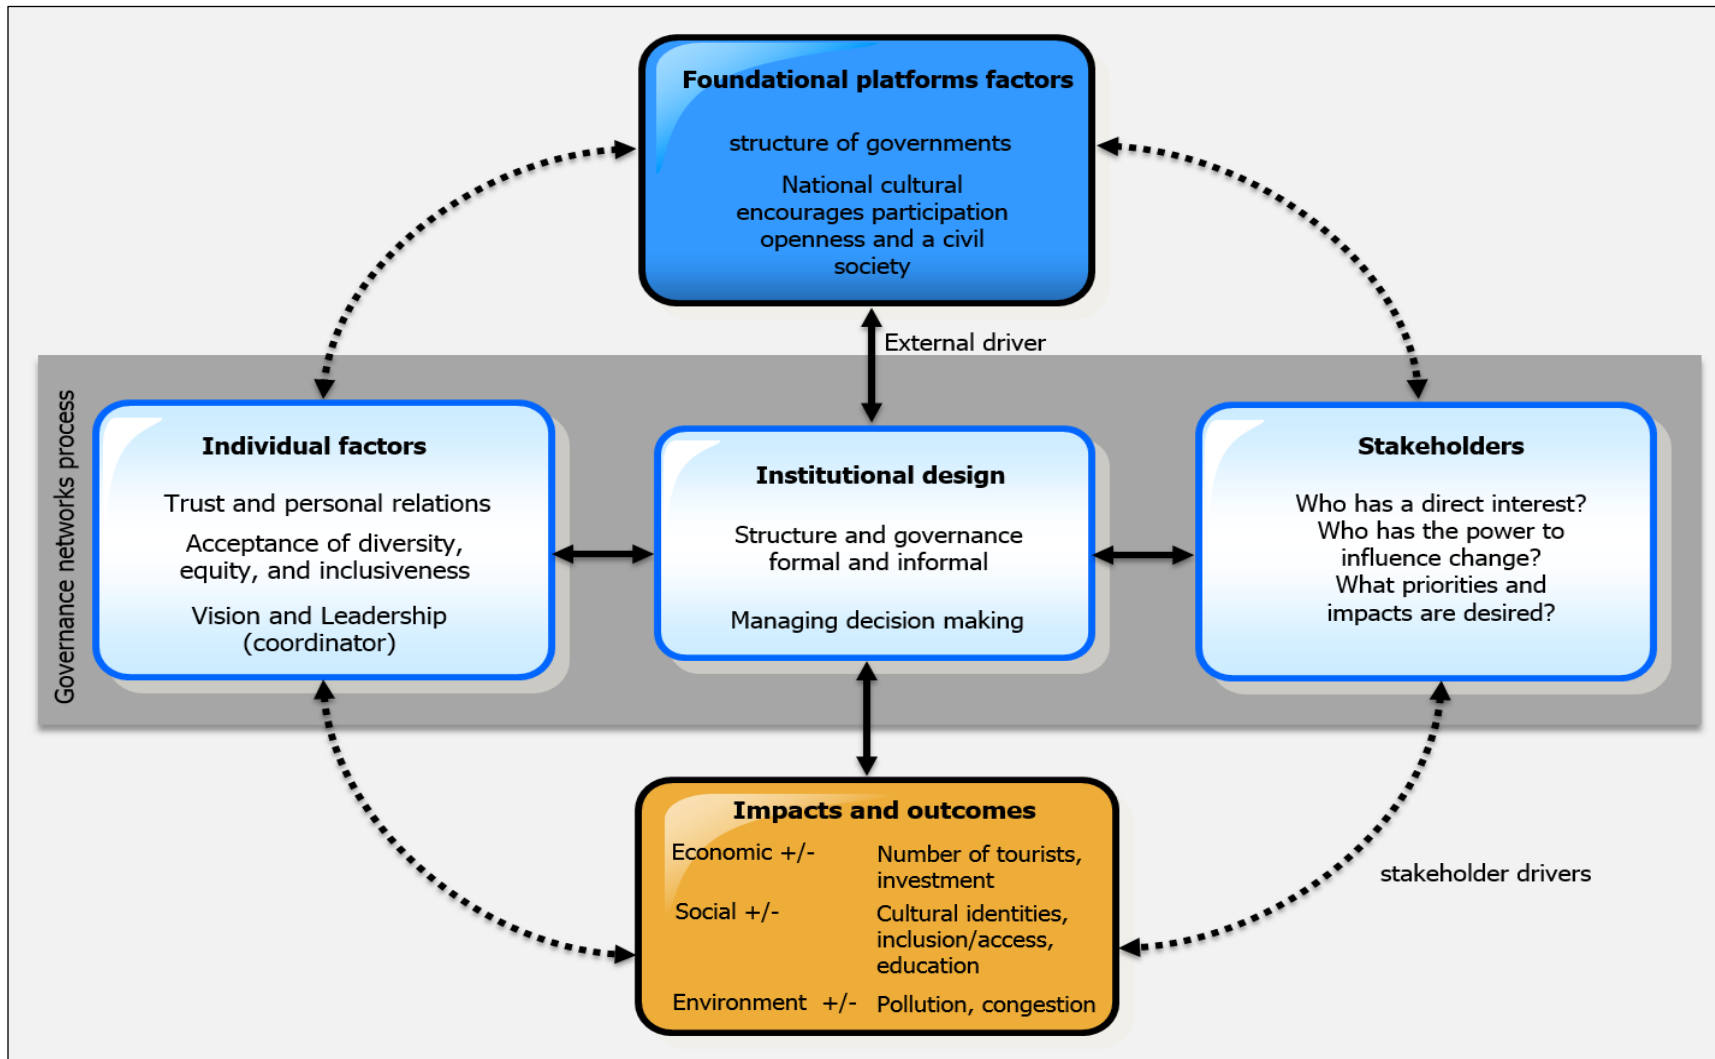 Foundational platforms factors
structure of governments
National cultural
encourages participation
openness and a civil
society
External driver
Governance networks process
Individual factors
Trust and personal relations
Acceptance of diversity,
equity, and inclusiveness
Vision and Leadership
(coordinator)
Institutional design
Structure and governance
formal and informal
Managing decision making
Stakeholders
Who has a direct interest?
Who has the power to
influence change?
What priorities and
impacts are desired?
Impacts and outcomes
Economic +/- Number of tourists,
investment
Social +/- Cultural identities,
inclusion/access,
education
Environment +/- Pollution, congestion
stakeholder drivers